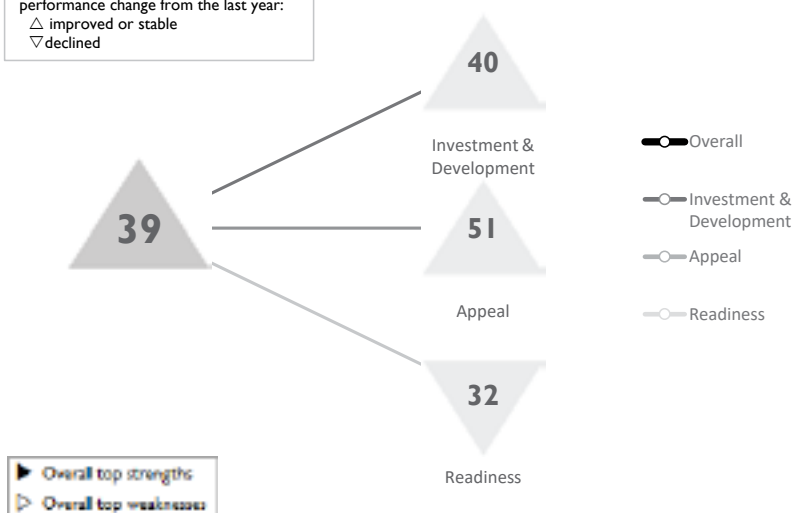 performance change from the last year:
△ improved or stable
▽ declined
40
Investment &
Development
39
51
Appeal
32
Readiness
Overall
Investment &
Development
Appeal
Readiness
▶ Overall top strengths
▷ Overall top weaknesses